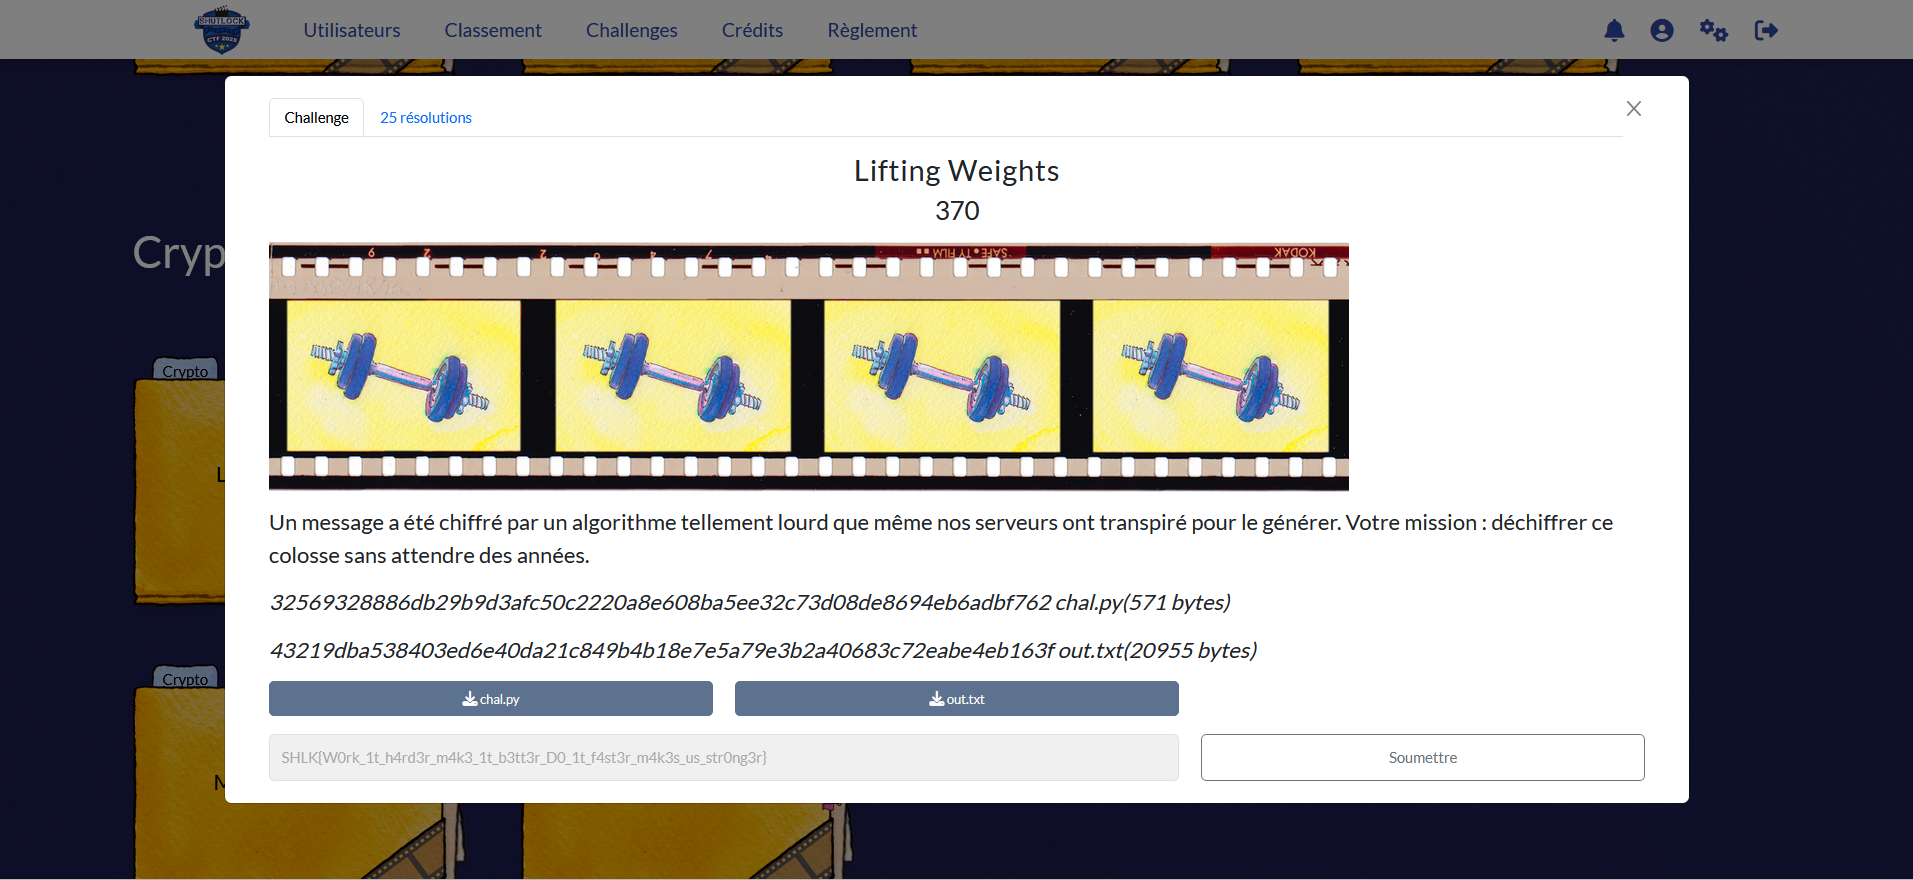 SHUTLOCK
CTF 2025
Utilisateurs
Classement
Challenges
Crédits
Règlement
Challenge
25 résolutions
Lifting Weights
370
SAFETY FILM
KODAK
Un message a été chiffré par un algorithme tellement lourd que même nos serveurs ont transpiré pour le générer. Votre mission : déchiffrer ce
colosse sans attendre des années.
32569328886db29b9d3afc50c2220a8e608ba5ee32c73d08de8694eb6adbf762 chal.py(571 bytes)
43219dba538403ed6e40da21c849b4b18e7e5a79e3b2a40683c72eabe4eb163f out.txt(20955 bytes)
chal.py
out.txt
SHLK{W0rk_1t_h4rd3r_m4k3_1t_b3tt3r_D0_1t_f4st3r_m4k3s_us_str0ng3r}
Soumettre
Cryp
Crypto
L
Crypto
M